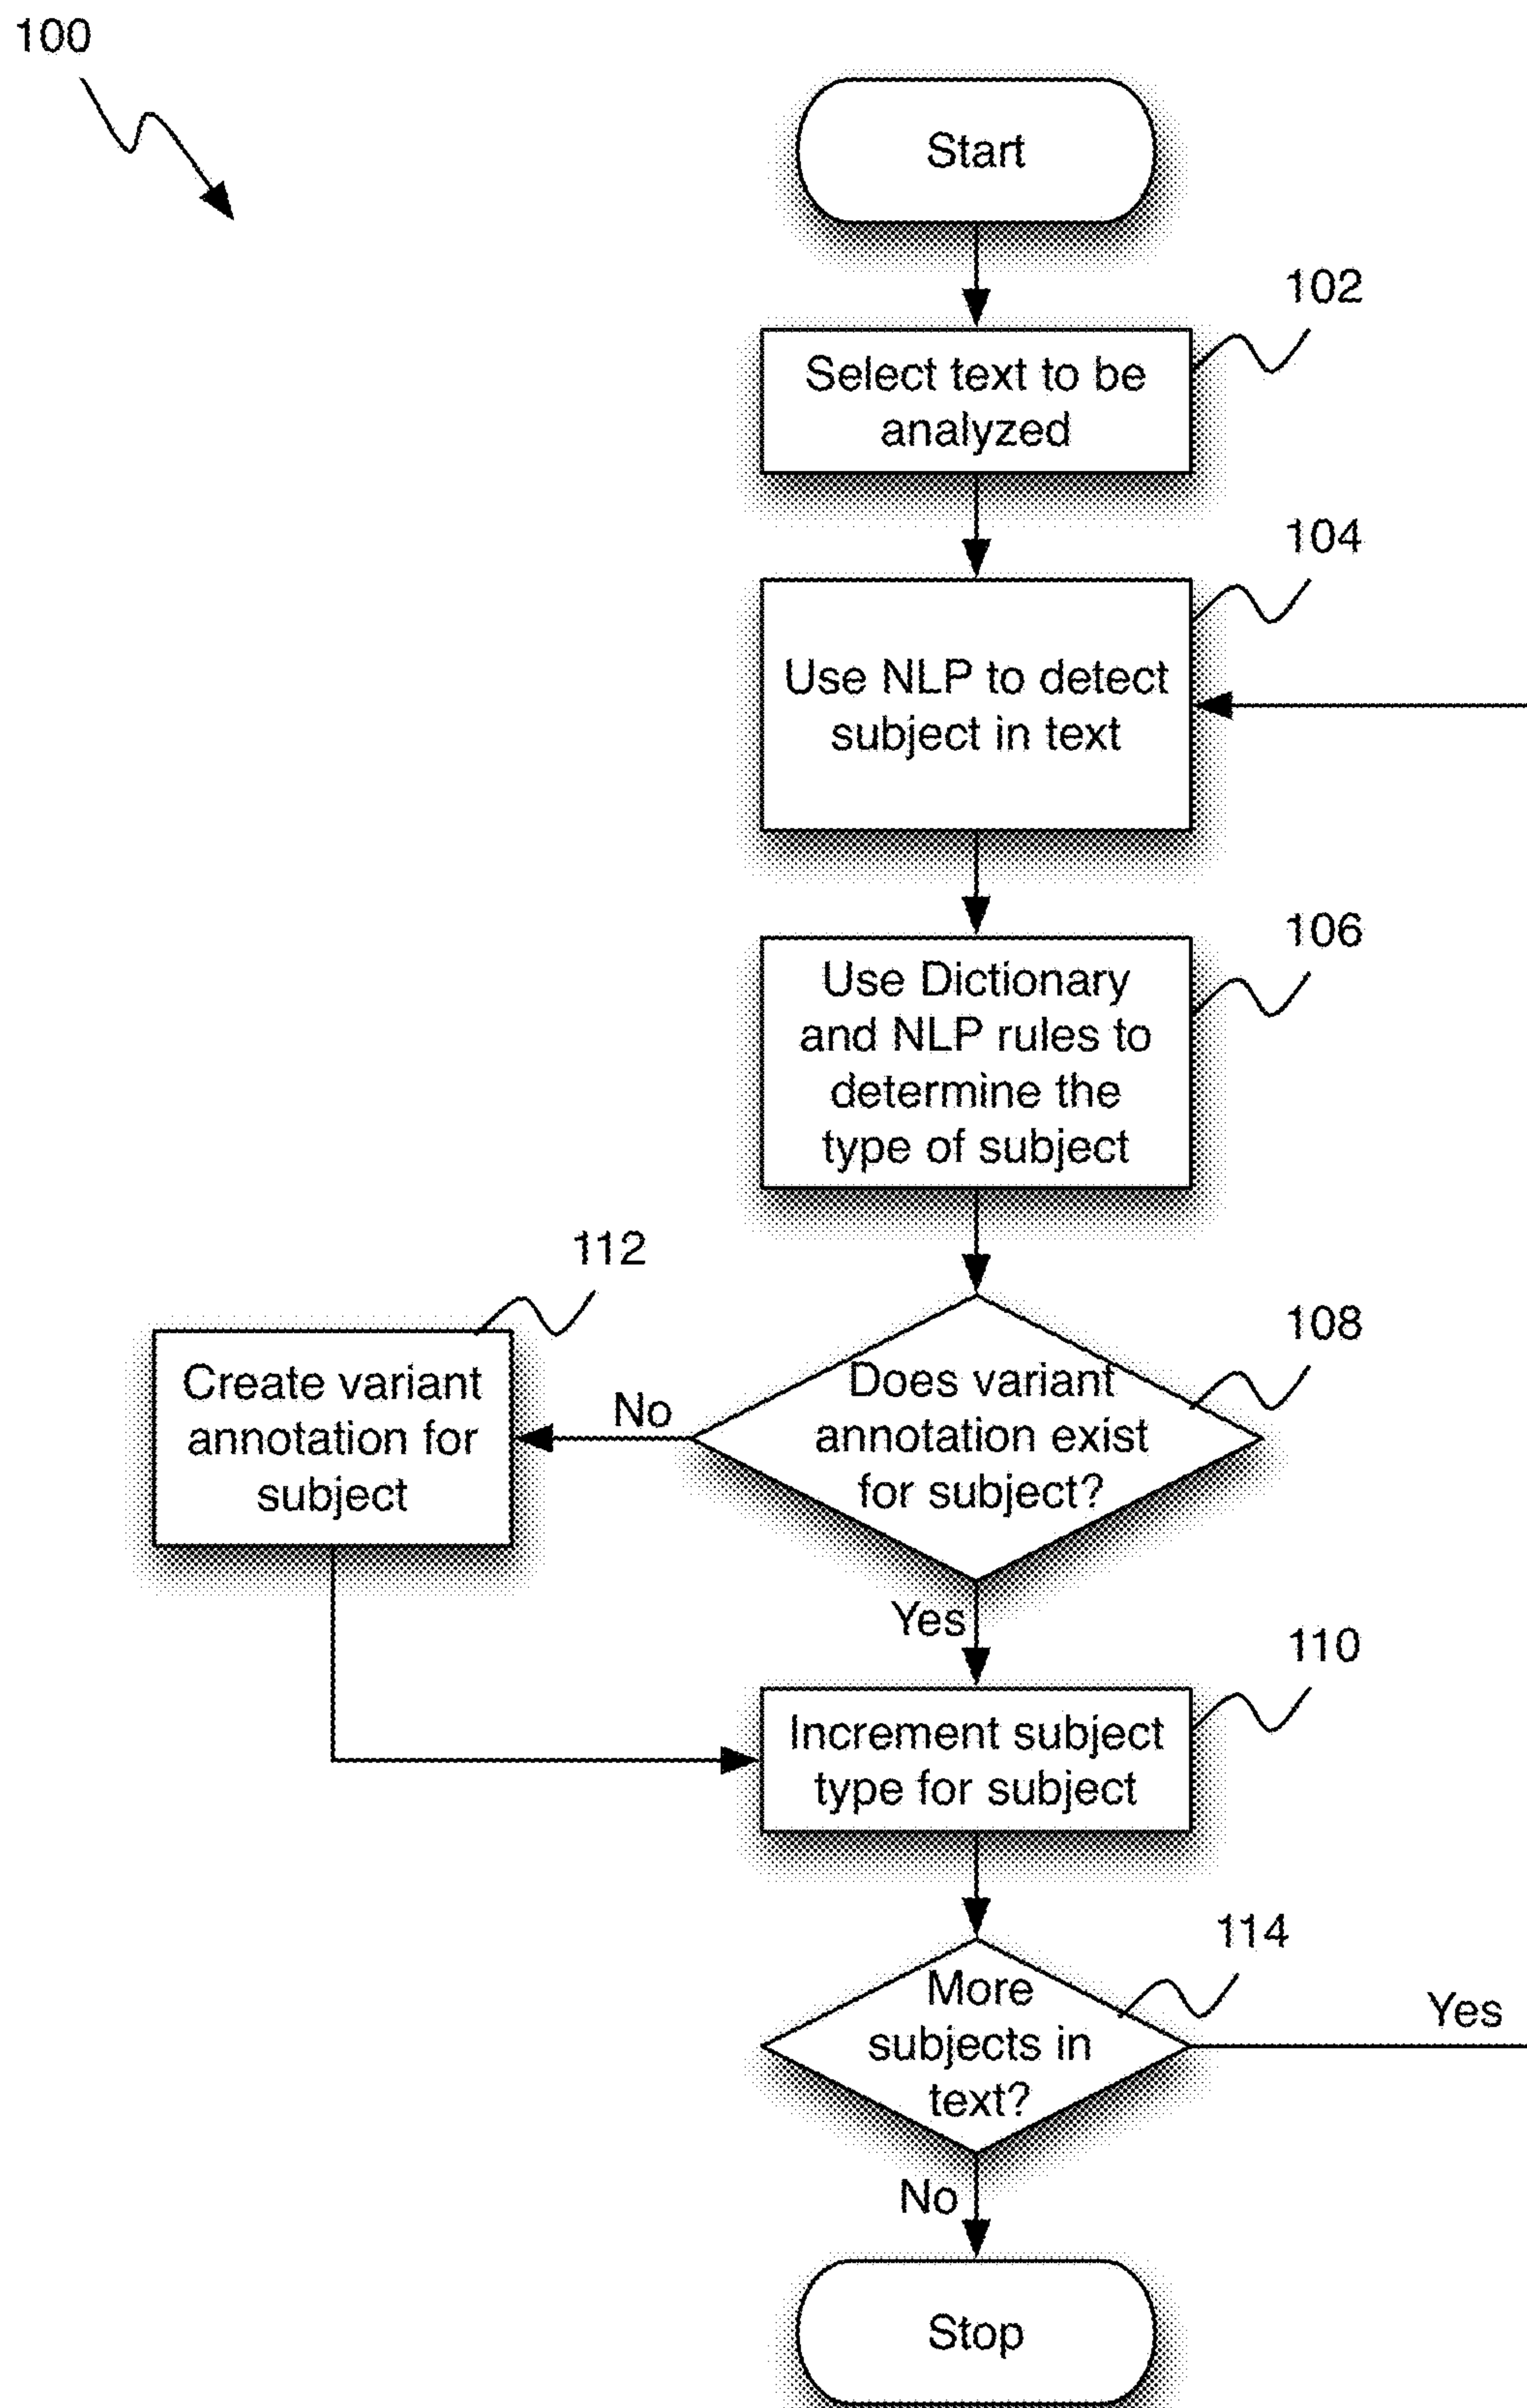 100
Start
102
Select text to be
analyzed
104
Use NLP to detect
subject in text
106
Use Dictionary
and NLP rules to
determine the
type of subject
112
Create variant
annotation for
subject
No
108
Does variant
annotation exist
for subject?
Yes
110
Increment subject
type for subject
114
More
subjects in
text?
Yes
No
Stop